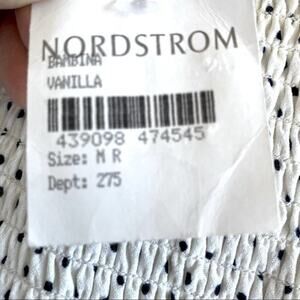 NORDSTROM
BAMBINA
VANILLA
439098 474545
Size: M R
Dept: 275